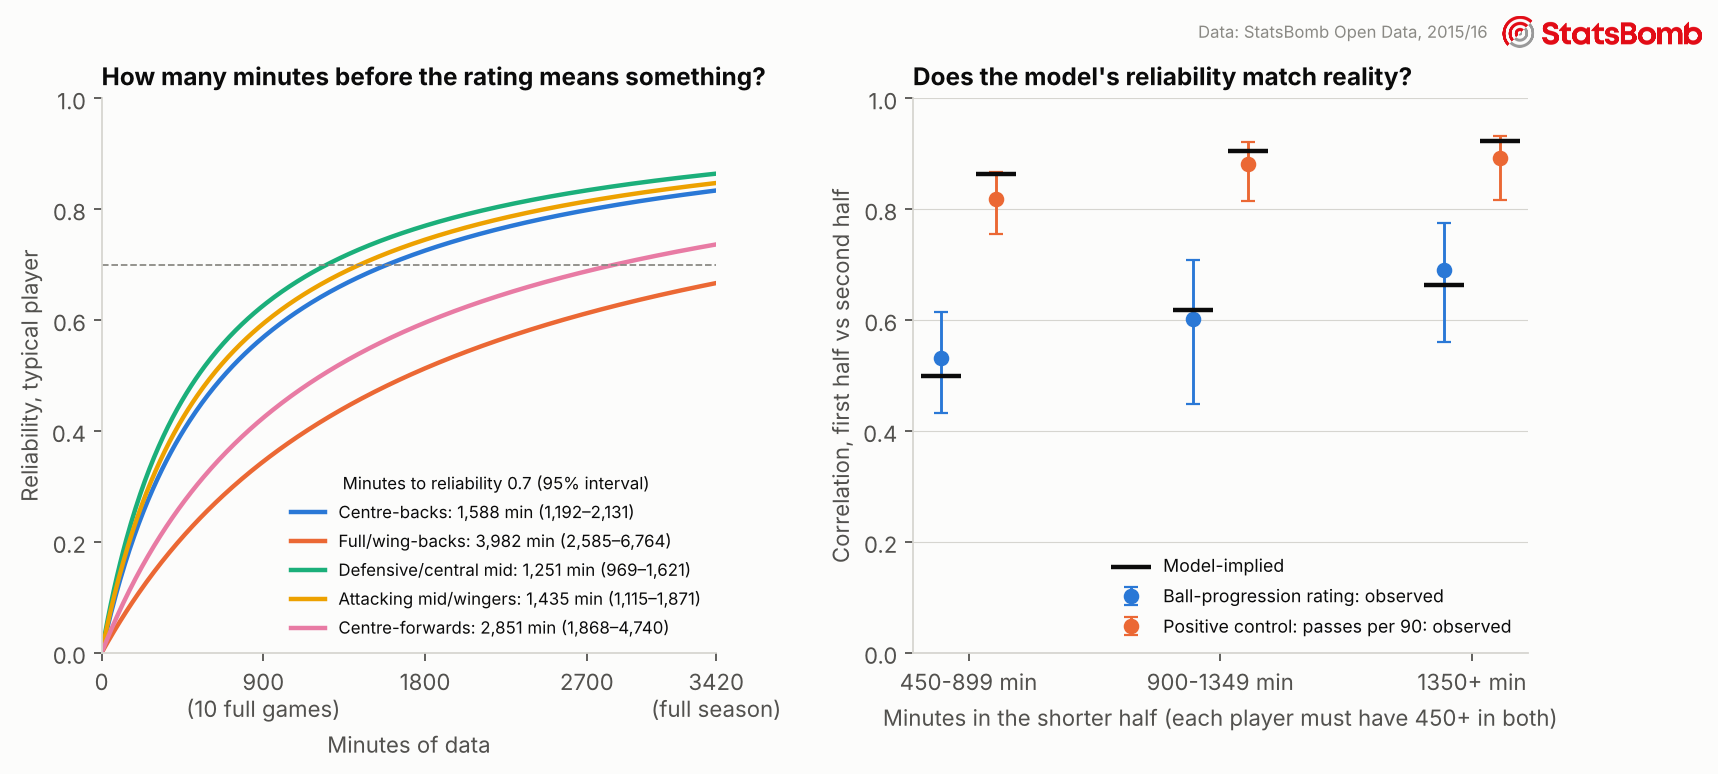 Data: StatsBomb Open Data, 2015/16
StatsBomb
How many minutes before the rating means something?
1.0
0.8
0.6
0.4
0.2
0.0
Reliability, typical player
Minutes to reliability 0.7 (95% interval)
Centre-backs: 1,588 min (1,192–2,131)
Full/wing-backs: 3,982 min (2,585–6,764)
Defensive/central mid: 1,251 min (969–1,621)
Attacking mid/wingers: 1,435 min (1,115–1,871)
Centre-forwards: 2,851 min (1,868–4,740)
0 900 1800 2700 3420
(10 full games) (full season)
Minutes of data
Does the model's reliability match reality?
1.0
0.8
0.6
0.4
0.2
0.0
Correlation, first half vs second half
Model-implied
Ball-progression rating: observed
Positive control: passes per 90: observed
450-899 min 900-1349 min 1350+ min
Minutes in the shorter half (each player must have 450+ in both)